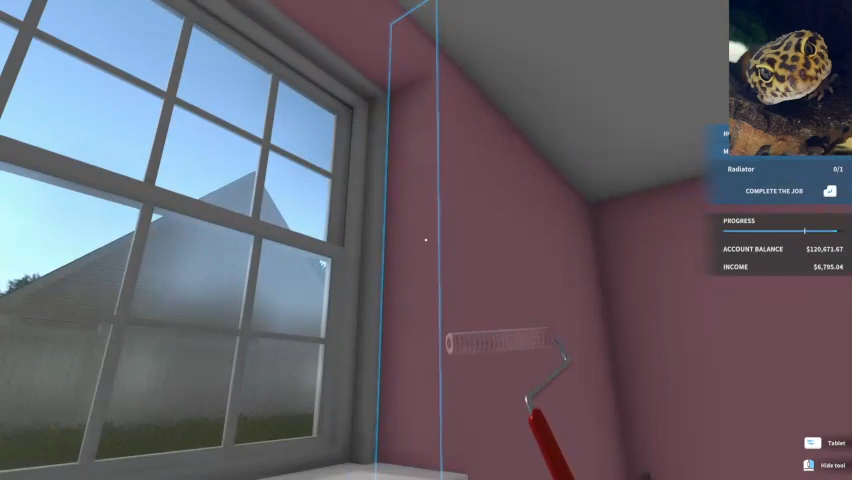 Radiator 0/1
COMPLETE THE JOB
PROGRESS
ACCOUNT BALANCE $120,671.67
INCOME $6,795.04
Tablet
Hide tool